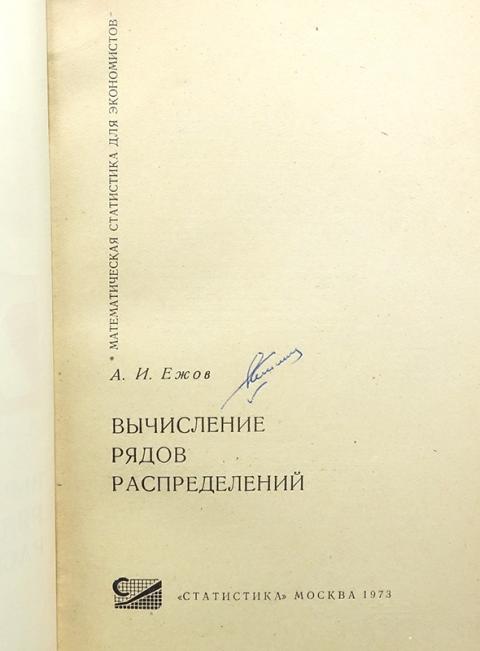 * МАТЕМАТИЧЕСКАЯ СТАТИСТИКА ДЛЯ ЭКОНОМИСТОВ
А. И. Ежов
ВЫЧИСЛЕНИЕ
РЯДОВ
РАСПРЕДЕЛЕНИЙ
«СТАТИСТИКА» МОСКВА 1973